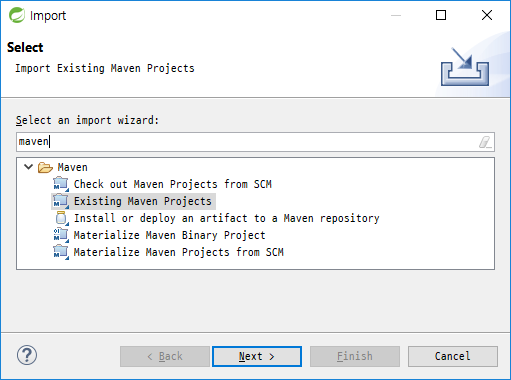 Import
Select
Import Existing Maven Projects
Select an import wizard:
maven
Maven
Check out Maven Projects from SCM
Existing Maven Projects
Install or deploy an artifact to a Maven repository
Materialize Maven Binary Project
Materialize Maven Projects from SCM
? < Back Next > Finish Cancel